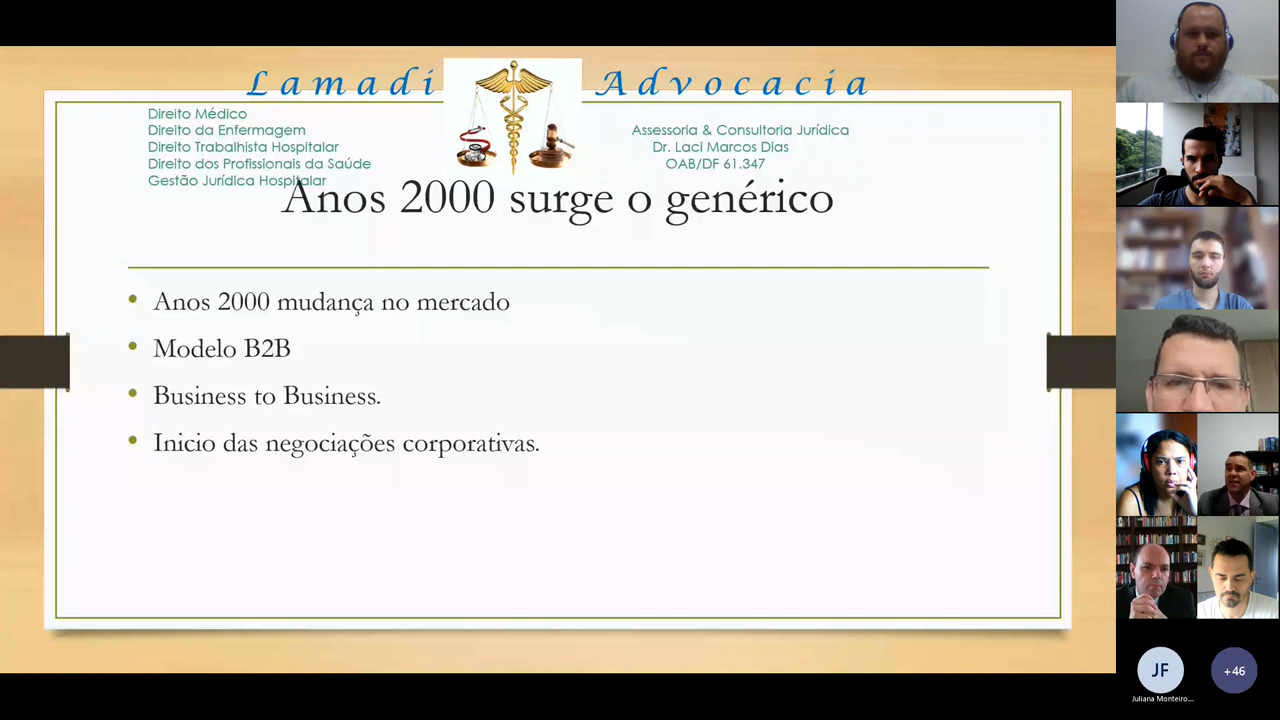 Lamadi Advocacia
Direito Médico
Direito da Enfermagem
Direito Trabalhista Hospitalar
Direito dos Profissionais da Saúde
Gestão Jurídica Hospitalar
Assessoria & Consultoria Jurídica
Dr. Laci Marcos Dias
OAB/DF 61.347
Anos 2000 surge o genérico
• Anos 2000 mudança no mercado
• Modelo B2B
• Business to Business.
• Inicio das negociações corporativas.
JF
+46
Juliana Monteiro...